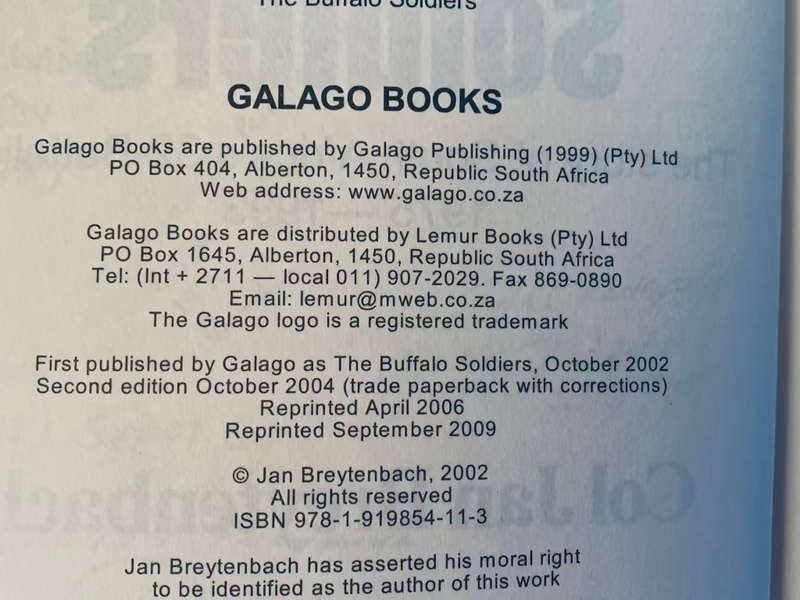 The Buffalo Soldiers
GALAGO BOOKS
Galago Books are published by Galago Publishing (1999) (Pty) Ltd
PO Box 404, Alberton, 1450, Republic South Africa
Web address: www.galago.co.za
Galago Books are distributed by Lemur Books (Pty) Ltd
PO Box 1645, Alberton, 1450, Republic South Africa
Tel: (Int + 2711 — local 011) 907-2029. Fax 869-0890
Email: lemur@mweb.co.za
The Galago logo is a registered trademark
First published by Galago as The Buffalo Soldiers, October 2002
Second edition October 2004 (trade paperback with corrections)
Reprinted April 2006
Reprinted September 2009
© Jan Breytenbach, 2002
All rights reserved
ISBN 978-1-919854-11-3
Jan Breytenbach has asserted his moral right
to be identified as the author of this work